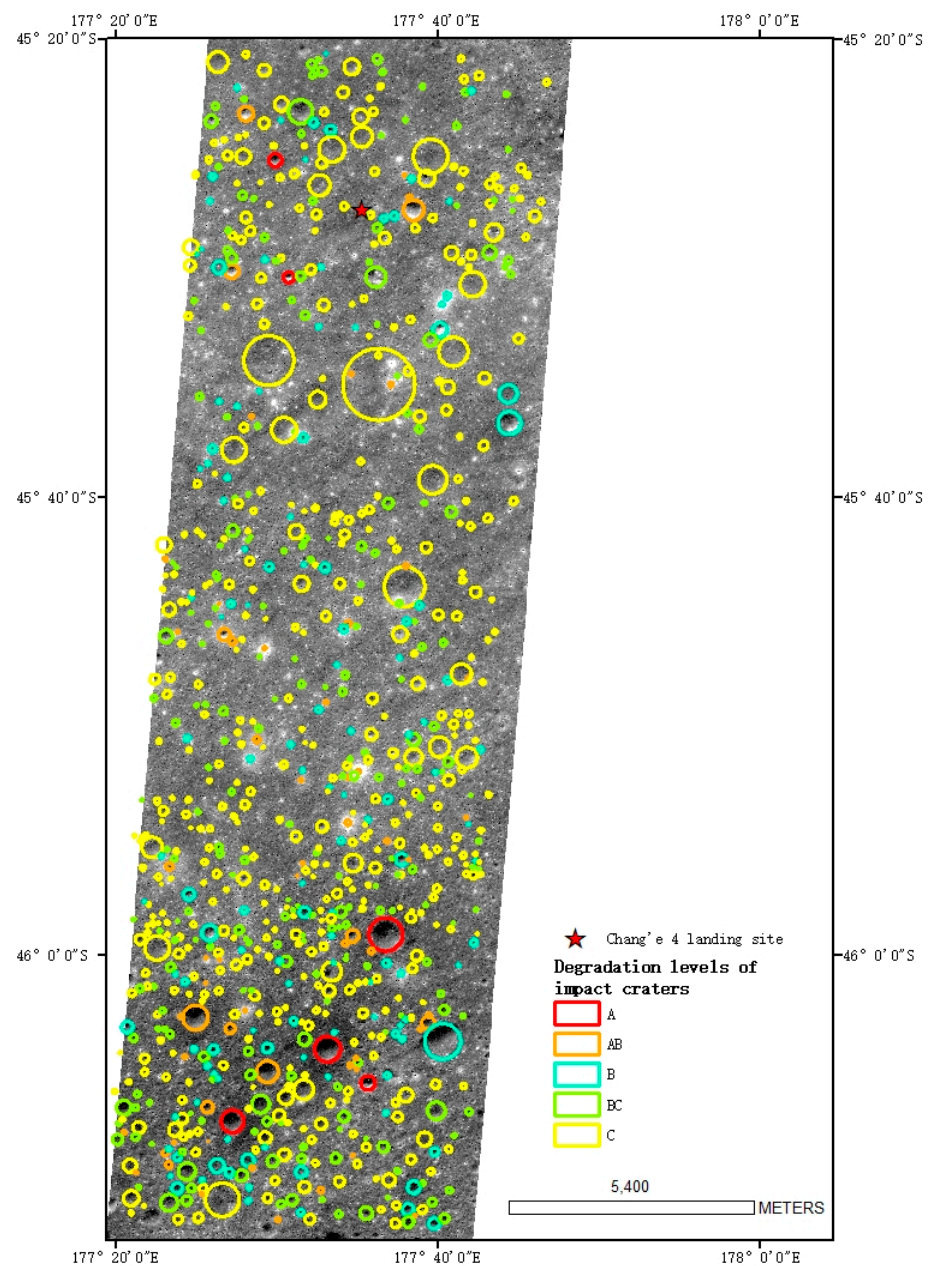 177° 20'0"E 177° 40'0"E 178° 0'0"E
45° 20'0"S 45° 20'0"S
45° 40'0"S 45° 40'0"S
46° 0'0"S 46° 0'0"S
Chang'e 4 landing site
Degradation levels of
impact craters
A
AB
B
BC
C
5,400
METERS
177° 20'0"E 177° 40'0"E 178° 0'0"E